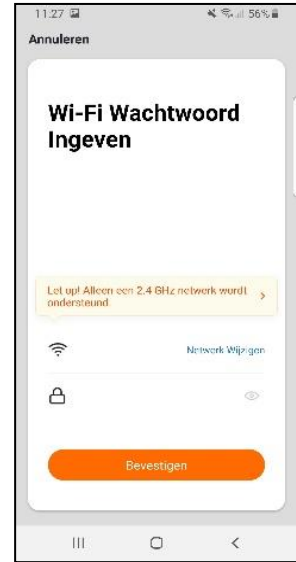 11:27 56%
Annuleren
Wi-Fi Wachtwoord
Ingeven
Let op! Alleen een 2.4 GHz netwerk wordt
ondersteund
Netwerk Wijzigen
Bevestigen